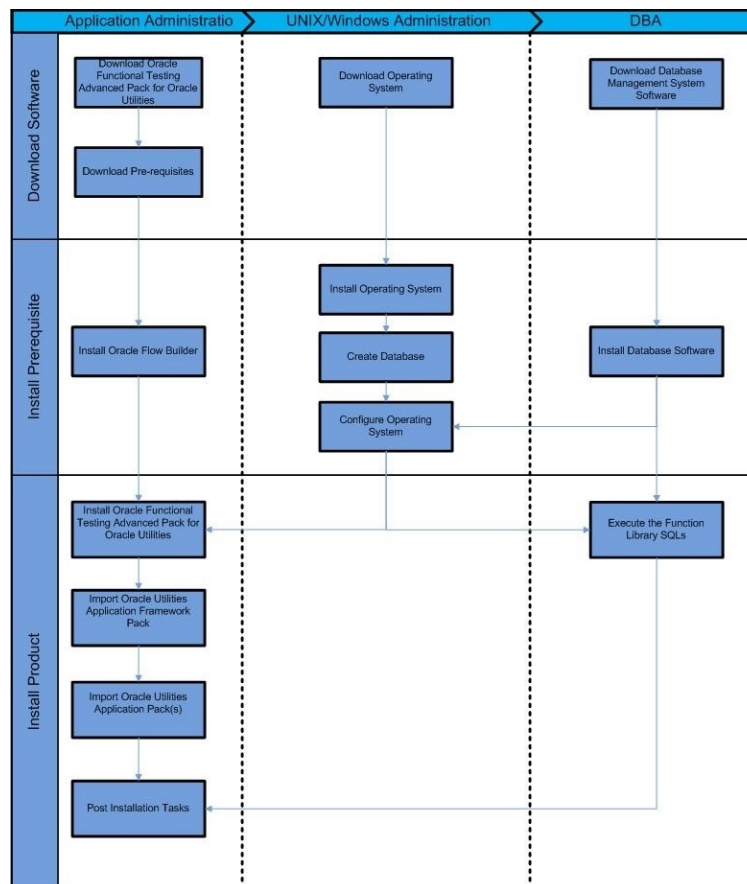 Application Administratio
UNIX/Windows Administration
DBA
Download Software
Download Oracle
Functional Testing
Advanced Pack for Oracle
Utilities
Download Operating
System
Download Database
Management System
Software
Download Pre-requisites
Install Prerequisite
Install Operating System
Install Oracle Flow Builder
Create Database
Install Database Software
Configure Operating
System
Install Product
Install Oracle Functional
Testing Advanced Pack for
Oracle Utilities
Execute the Function
Library SQLs
Import Oracle Utilities
Application Framework
Pack
Import Oracle Utilities
Application Pack(s)
Post Installation Tasks